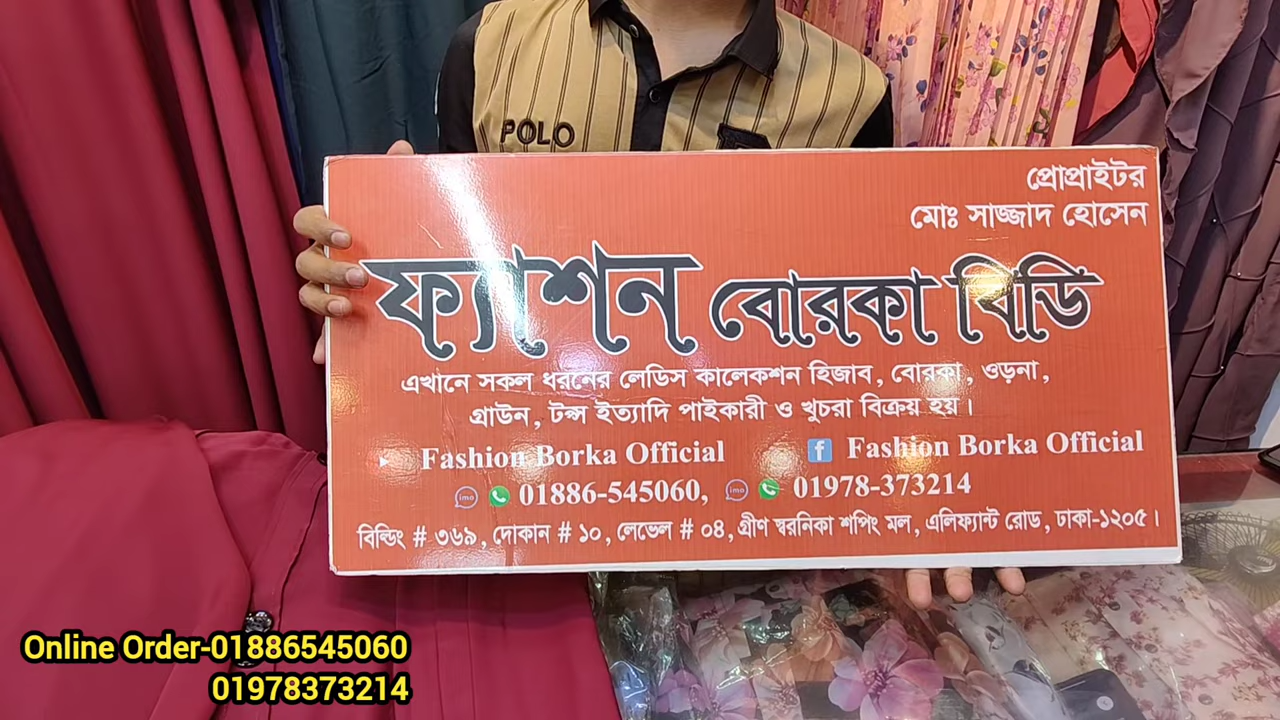 POLO
প্রোপ্রাইটর
মোঃ সাজ্জাদ হোসেন
ফ্যাশন বোরকা বিডি
এখানে সকল ধরনের লেডিস কালেকশন হিজাব, বোরকা, ওড়না,
গ্রাউন, টপ্স ইত্যাদি পাইকারী ও খুচরা বিক্রয় হয়।
Fashion Borka Official f Fashion Borka Official
imo 01886-545060, imo 01978-373214
বিল্ডিং # ৩৬৯, দোকান # ১০, লেভেল # ০৪, গ্রীণ স্বরনিকা শপিং মল, এলিফ্যান্ট রোড, ঢাকা-১২০৫।
Online Order-01886545060
01978373214